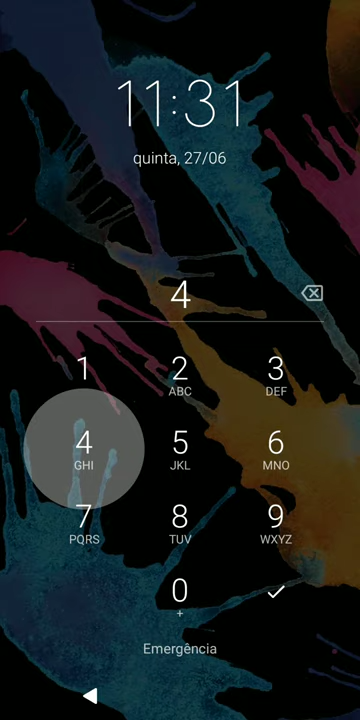 11:31
quinta, 27/06
4
1 2 3
ABC DEF
4 5 6
GHI JKL MNO
7 8 9
PQRS TUV WXYZ
0
+
Emergência